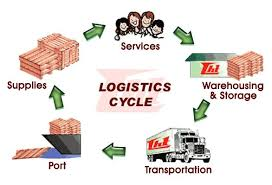 Services
Supplies
LOGISTICS
CYCLE
Warehousing
& Storage
Port
Transportation